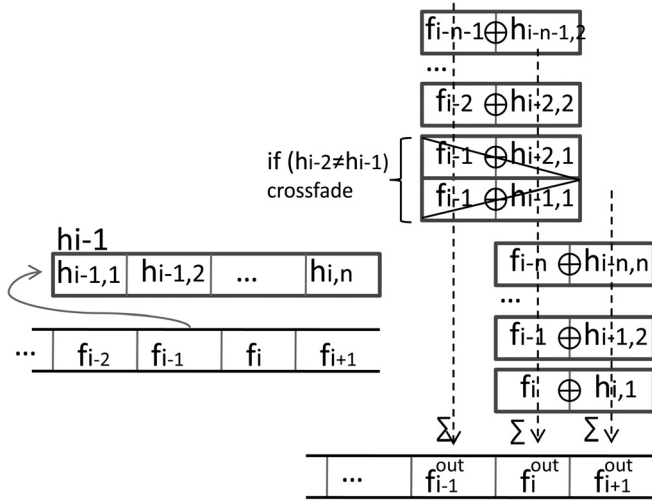 fi-n-1 ⊕ hi-n-1,2
...
fi-2 ⊕ hi-2,2
fi-1 ⊕ hi-2,1
if (hi-2≠hi-1)
crossfade
fi-1 ⊕ hi-1,1
hi-1
hi-1,1 hi-1,2 ... hi,n
fi-n ⊕ hi-n,n
...
fi-1 ⊕ hi-1,2
... fi-2 fi-1 fi fi+1
fi ⊕ hi,1
∑ ∑ ∑
... fi-1out fiout fi+1out